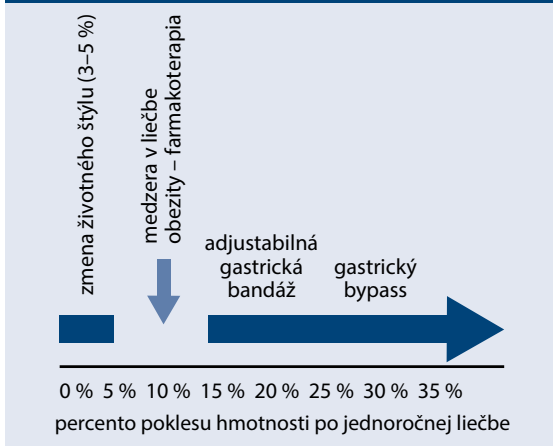 zmena životného štýlu (3–5 %)
medzera v liečbe
obezity – farmakoterapia
adjustabilná
gastrická
bandáž
gastrický
bypass
0 % 5 % 10 % 15 % 20 % 25 % 30 % 35 %
percento poklesu hmotnosti po jednoročnej liečbe